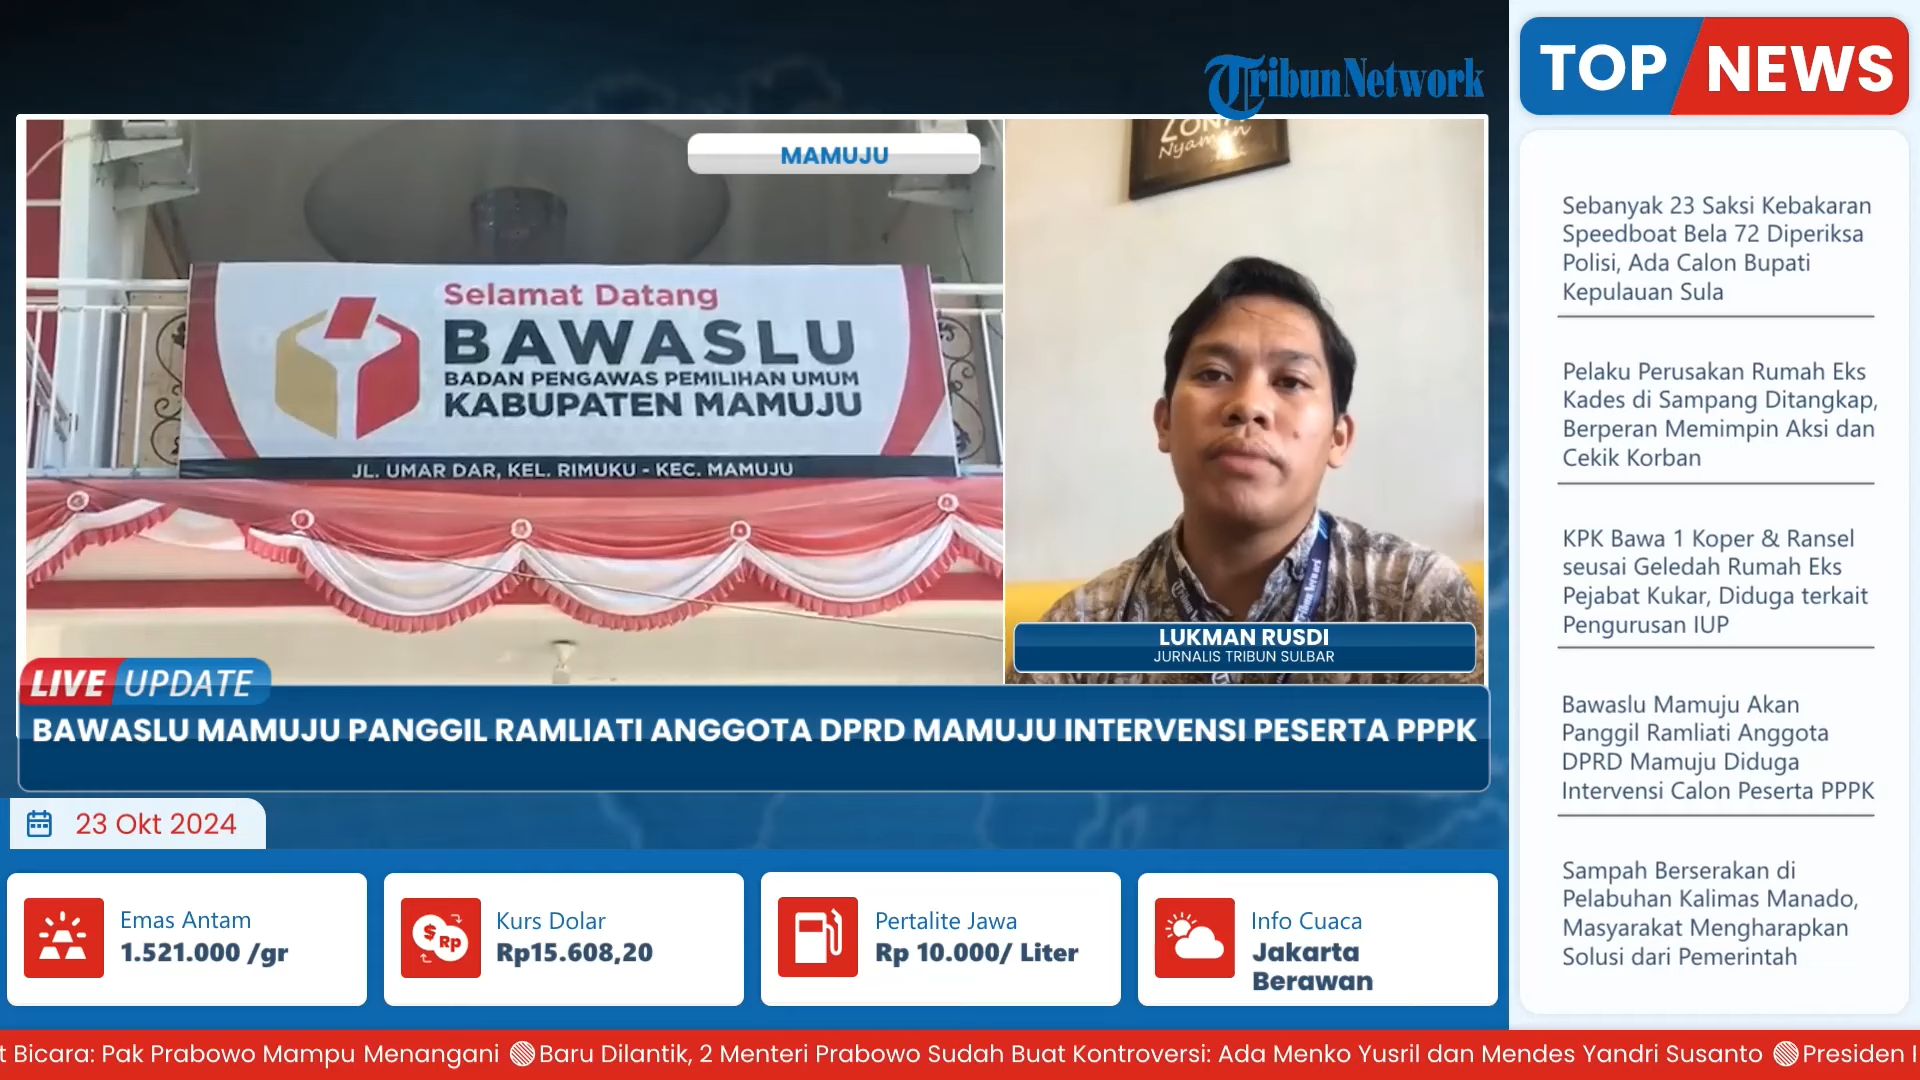 TribunNetwork
TOP NEWS
MAMUJU
ZONA
Nyaman
Selamat Datang
BAWASLU
BADAN PENGAWAS PEMILIHAN UMUM
KABUPATEN MAMUJU
JL. UMAR DAR, KEL. RIMUKU - KEC. MAMUJU
Tribun Network
LUKMAN RUSDI
JURNALIS TRIBUN SULBAR
LIVE UPDATE
BAWASLU MAMUJU PANGGIL RAMLIATI ANGGOTA DPRD MAMUJU INTERVENSI PESERTA PPPK
23 Okt 2024
Emas Antam
1.521.000 /gr
$ Rp
Kurs Dolar
Rp15.608,20
Pertalite Jawa
Rp 10.000/ Liter
Info Cuaca
Jakarta
Berawan
Sebanyak 23 Saksi Kebakaran
Speedboat Bela 72 Diperiksa
Polisi, Ada Calon Bupati
Kepulauan Sula
Pelaku Perusakan Rumah Eks
Kades di Sampang Ditangkap,
Berperan Memimpin Aksi dan
Cekik Korban
KPK Bawa 1 Koper & Ransel
seusai Geledah Rumah Eks
Pejabat Kukar, Diduga terkait
Pengurusan IUP
Bawaslu Mamuju Akan
Panggil Ramliati Anggota
DPRD Mamuju Diduga
Intervensi Calon Peserta PPPK
Sampah Berserakan di
Pelabuhan Kalimas Manado,
Masyarakat Mengharapkan
Solusi dari Pemerintah
t Bicara: Pak Prabowo Mampu Menangani Baru Dilantik, 2 Menteri Prabowo Sudah Buat Kontroversi: Ada Menko Yusril dan Mendes Yandri Susanto Presiden